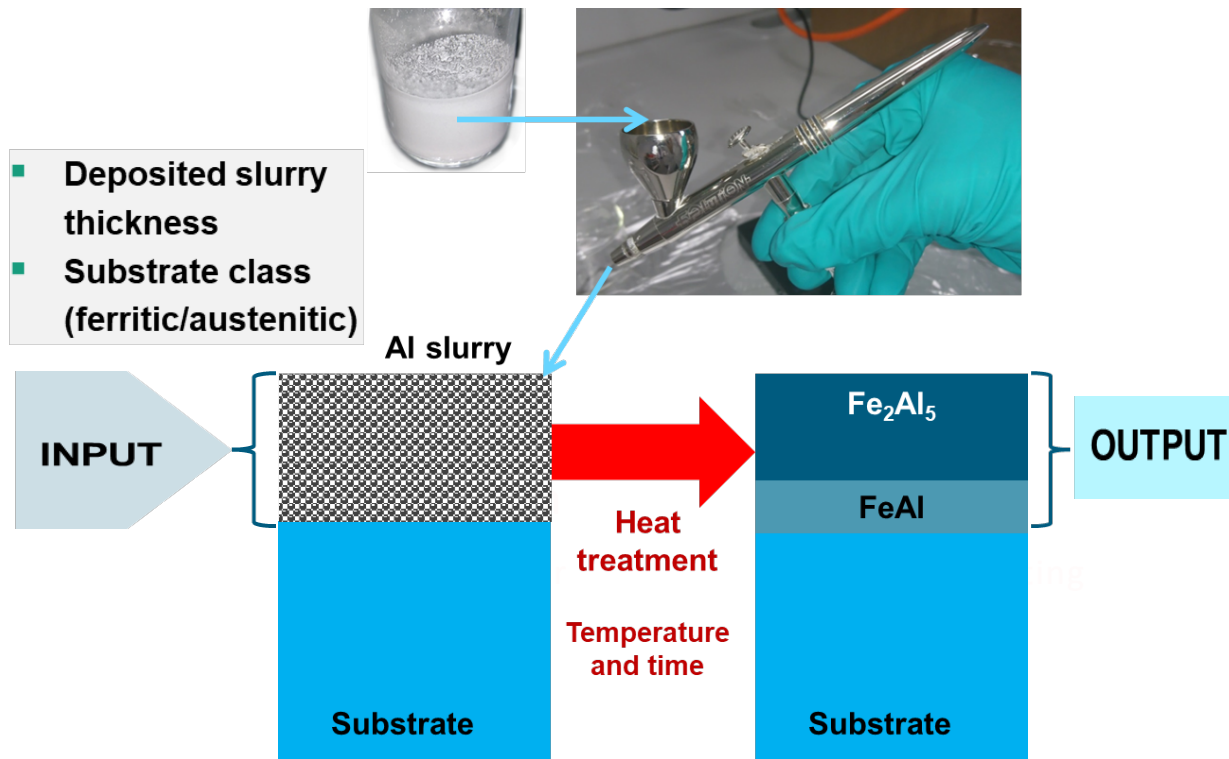 Deposited slurry
thickness
Substrate class
(ferritic/austenitic)
Al slurry
INPUT
Fe₂Al₅
FeAl
OUTPUT
Heat
treatment
Temperature
and time
Substrate
Substrate
ing